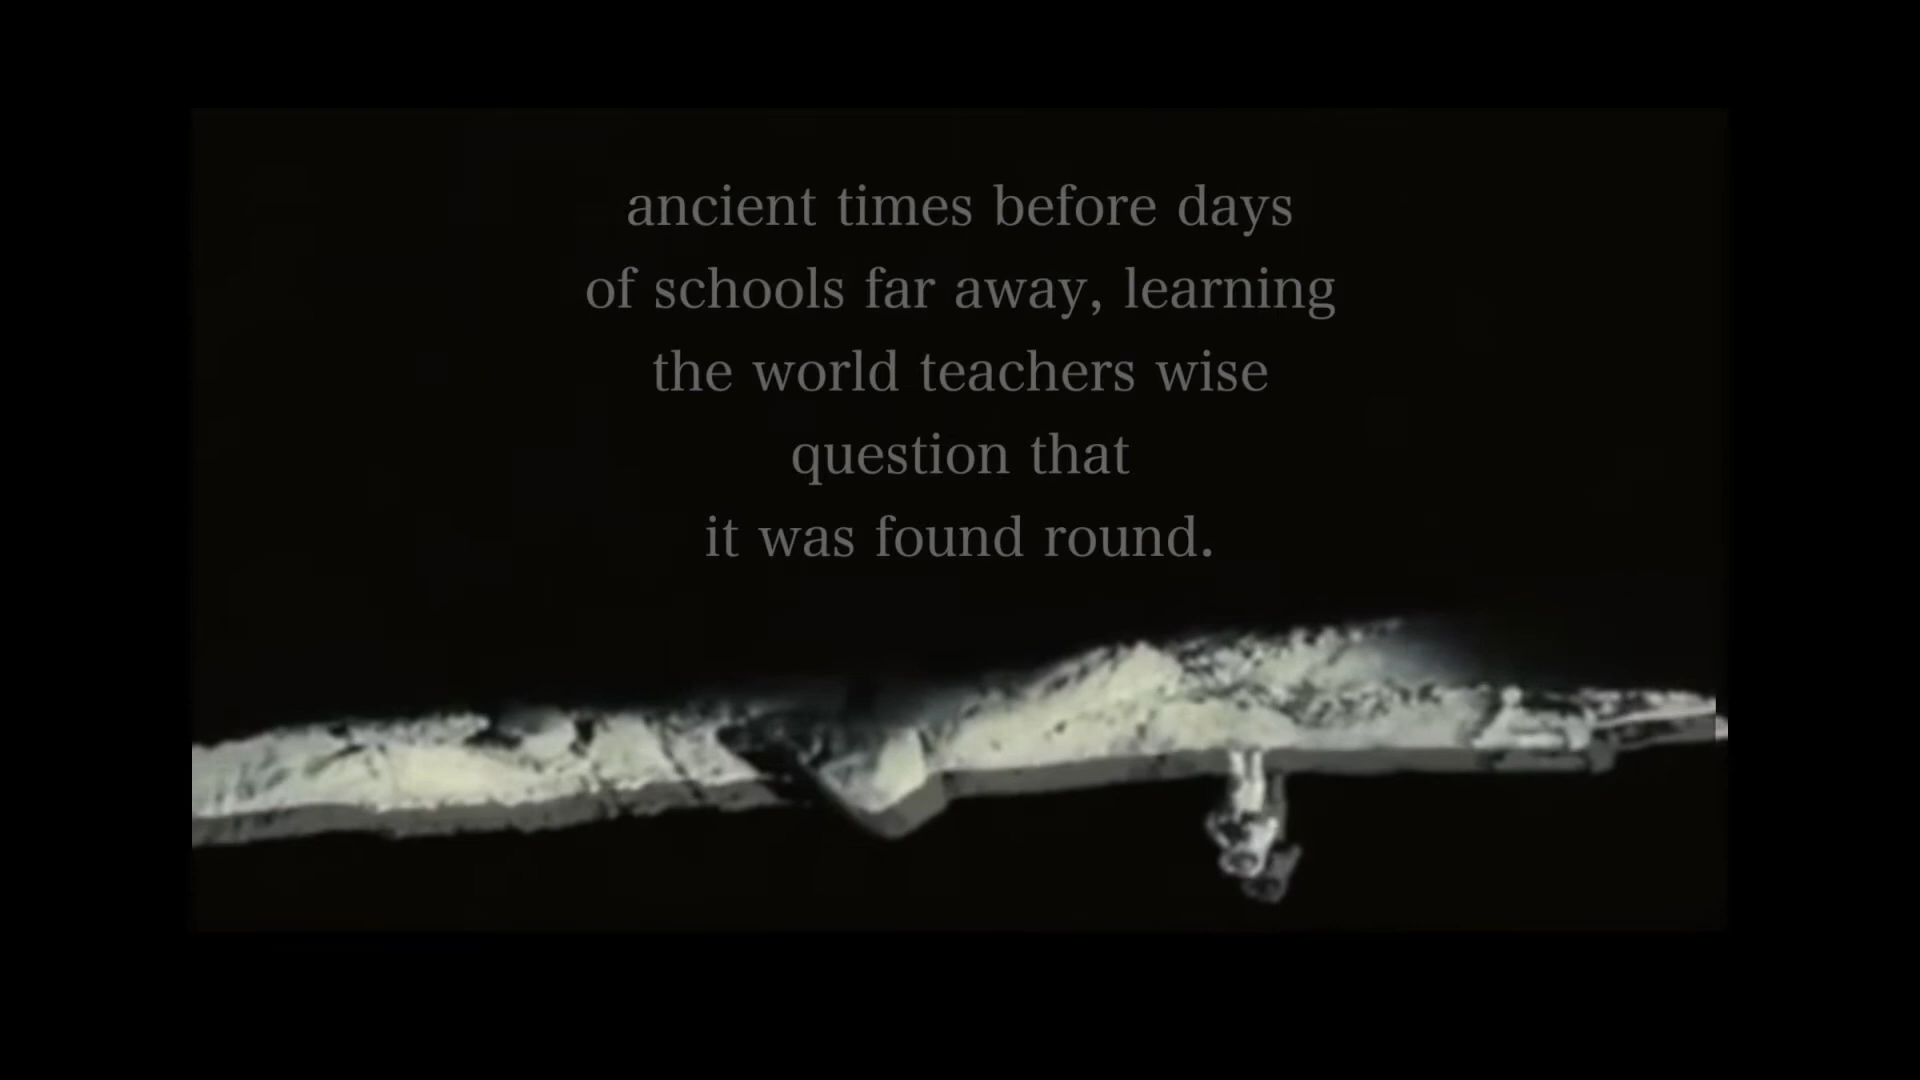 ancient times before days
of schools far away, learning
the world teachers wise
question that
it was found round.